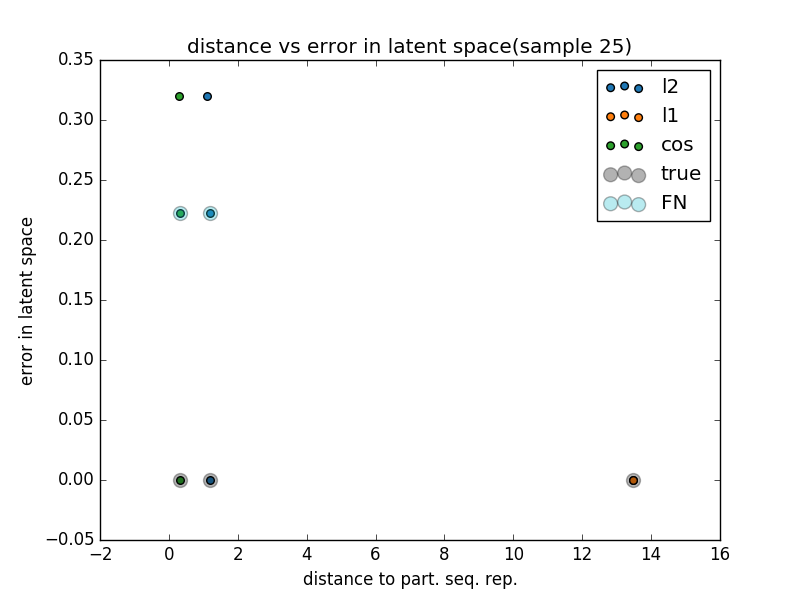 distance vs error in latent space(sample 25)
0.35
0.30
0.25
0.20
0.15
0.10
0.05
0.00
−0.05
error in latent space
l2
l1
cos
true
FN
−2 0 2 4 6 8 10 12 14 16
distance to part. seq. rep.